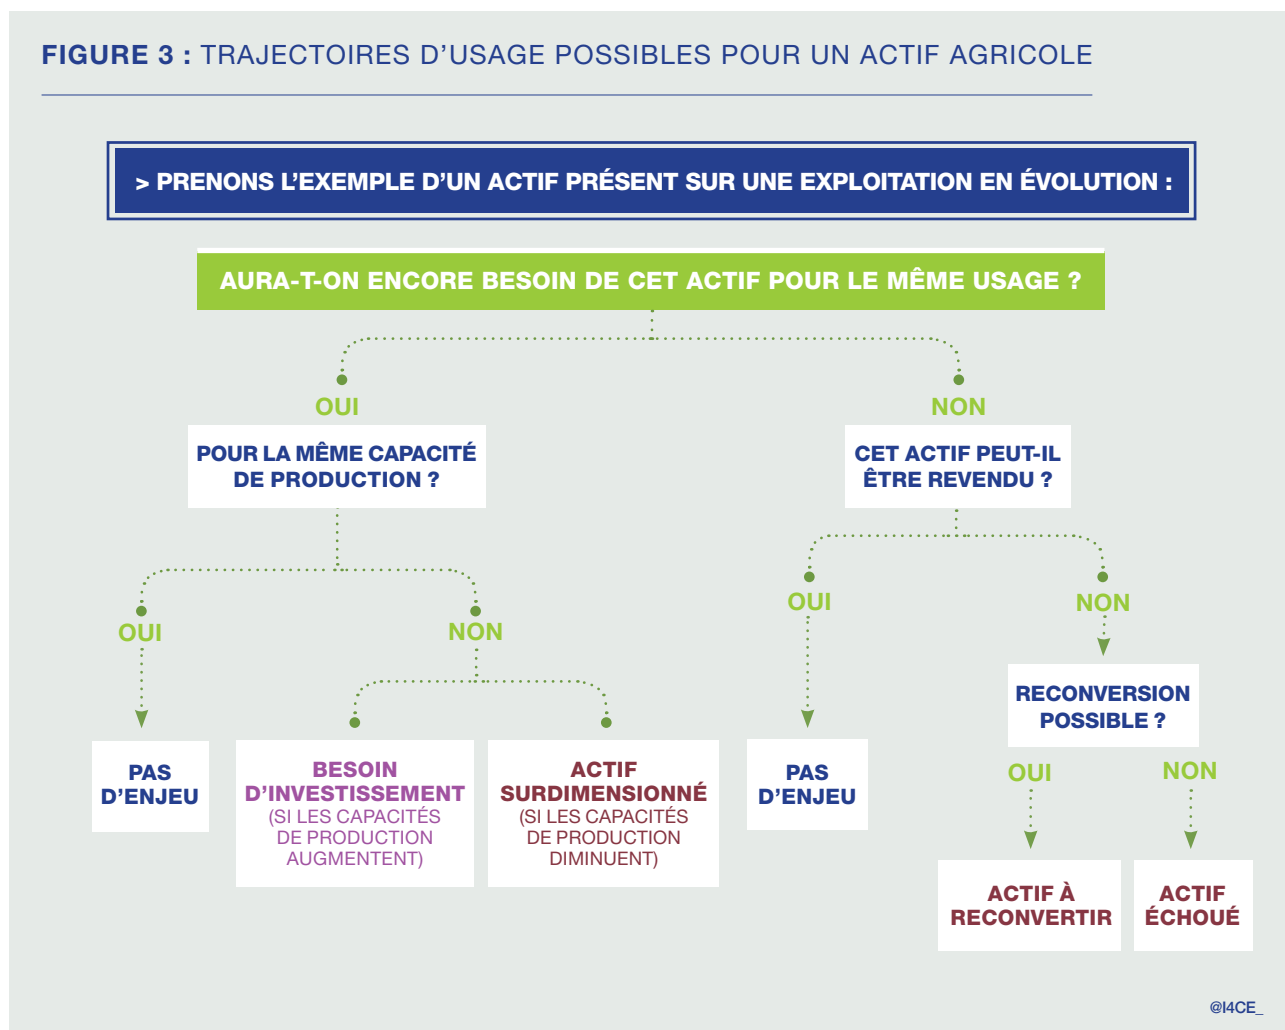 FIGURE 3 : TRAJECTOIRES D'USAGE POSSIBLES POUR UN ACTIF AGRICOLE
> PRENONS L'EXEMPLE D'UN ACTIF PRÉSENT SUR UNE EXPLOITATION EN ÉVOLUTION :
AURA-T-ON ENCORE BESOIN DE CET ACTIF POUR LE MÊME USAGE ?
OUI
POUR LA MÊME CAPACITÉ
DE PRODUCTION ?
OUI
PAS
D'ENJEU
NON
BESOIN
D'INVESTISSEMENT
(SI LES CAPACITÉS
DE PRODUCTION
AUGMENTENT)
ACTIF
SURDIMENSIONNÉ
(SI LES CAPACITÉS
DE PRODUCTION
DIMINUENT)
NON
CET ACTIF PEUT-IL
ÊTRE REVENDU ?
OUI
PAS
D'ENJEU
NON
RECONVERSION
POSSIBLE ?
OUI
ACTIF À
RECONVERTIR
NON
ACTIF
ÉCHOUÉ
@I4CE_